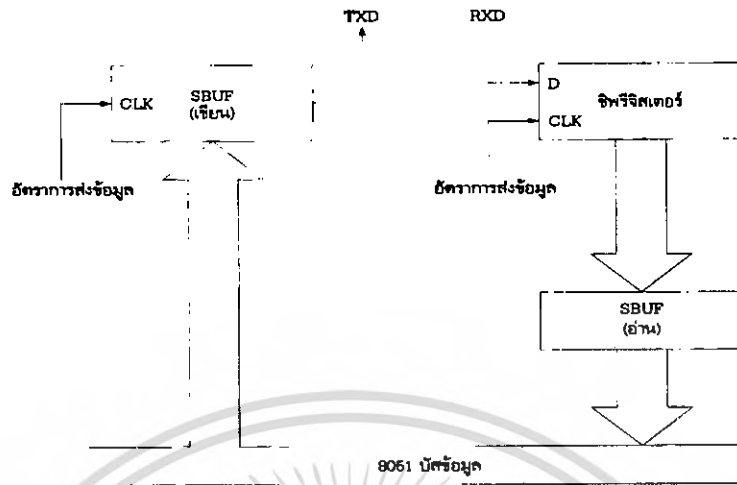 TXD RXD
CLK SBUF
(เขียน)
D ชิพรีจิสเตอร์
CLK
อัตราการส่งข้อมูล อัตราการส่งข้อมูล
SBUF
(อ่าน)
8051 บัสข้อมูล